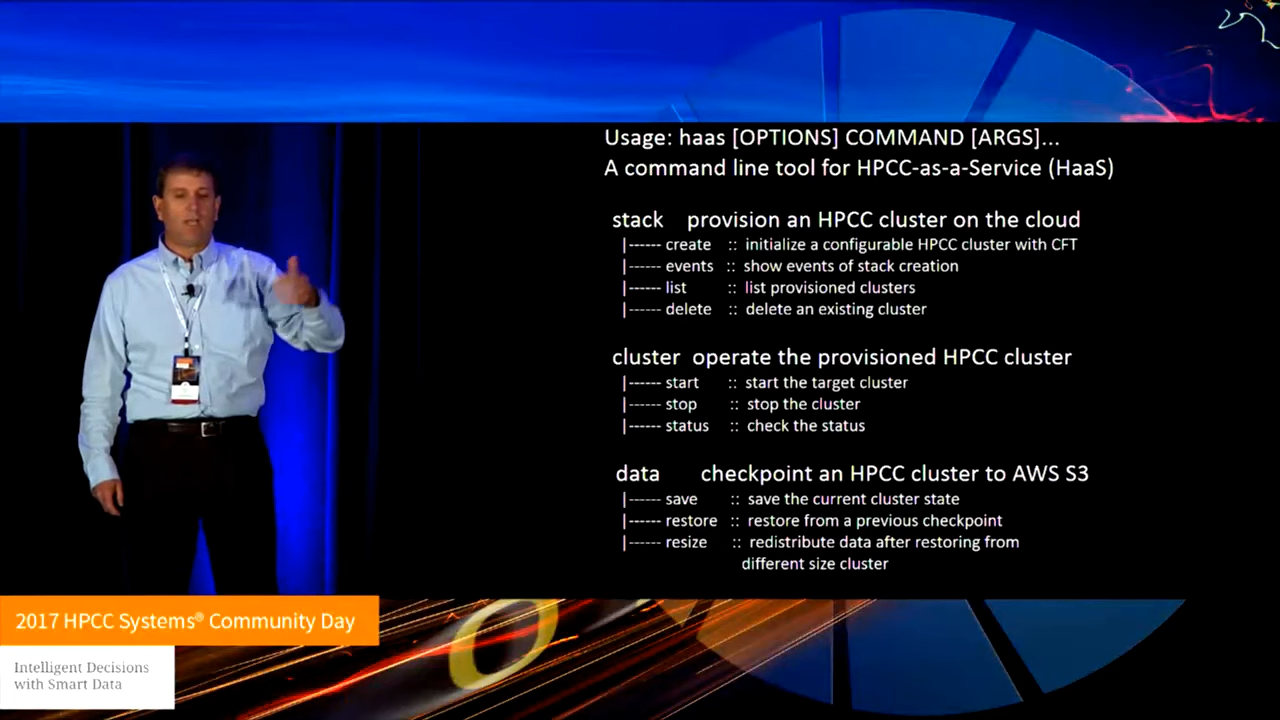 Usage: haas [OPTIONS] COMMAND [ARGS]...
A command line tool for HPCC-as-a-Service (HaaS)
stack provision an HPCC cluster on the cloud
|------ create :: initialize a configurable HPCC cluster with CFT
|------ events :: show events of stack creation
|------ list :: list provisioned clusters
|------ delete :: delete an existing cluster
cluster operate the provisioned HPCC cluster
|------ start :: start the target cluster
|------ stop :: stop the cluster
|------ status :: check the status
data checkpoint an HPCC cluster to AWS S3
|------ save :: save the current cluster state
|------ restore :: restore from a previous checkpoint
|------ resize :: redistribute data after restoring from
different size cluster
2017 HPCC Systems® Community Day
Intelligent Decisions
with Smart Data